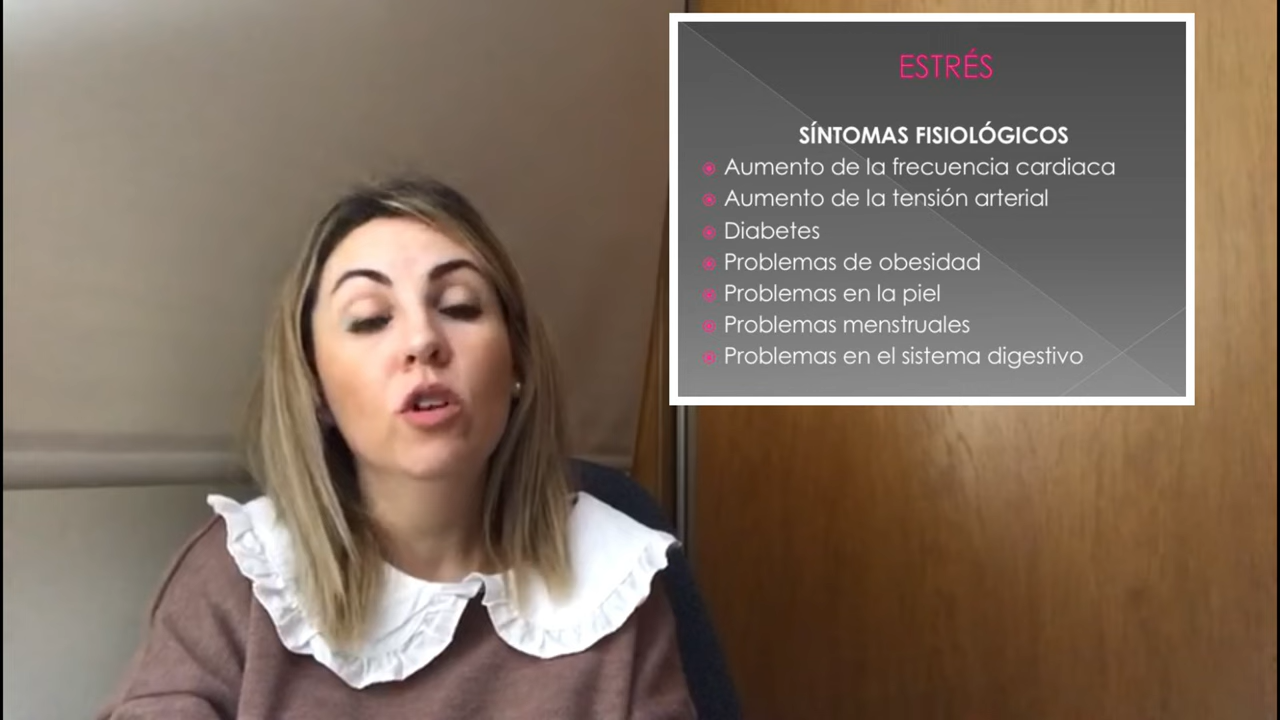 ESTRÉS
SÍNTOMAS FISIOLÓGICOS
Aumento de la frecuencia cardiaca
Aumento de la tensión arterial
Diabetes
Problemas de obesidad
Problemas en la piel
Problemas menstruales
Problemas en el sistema digestivo